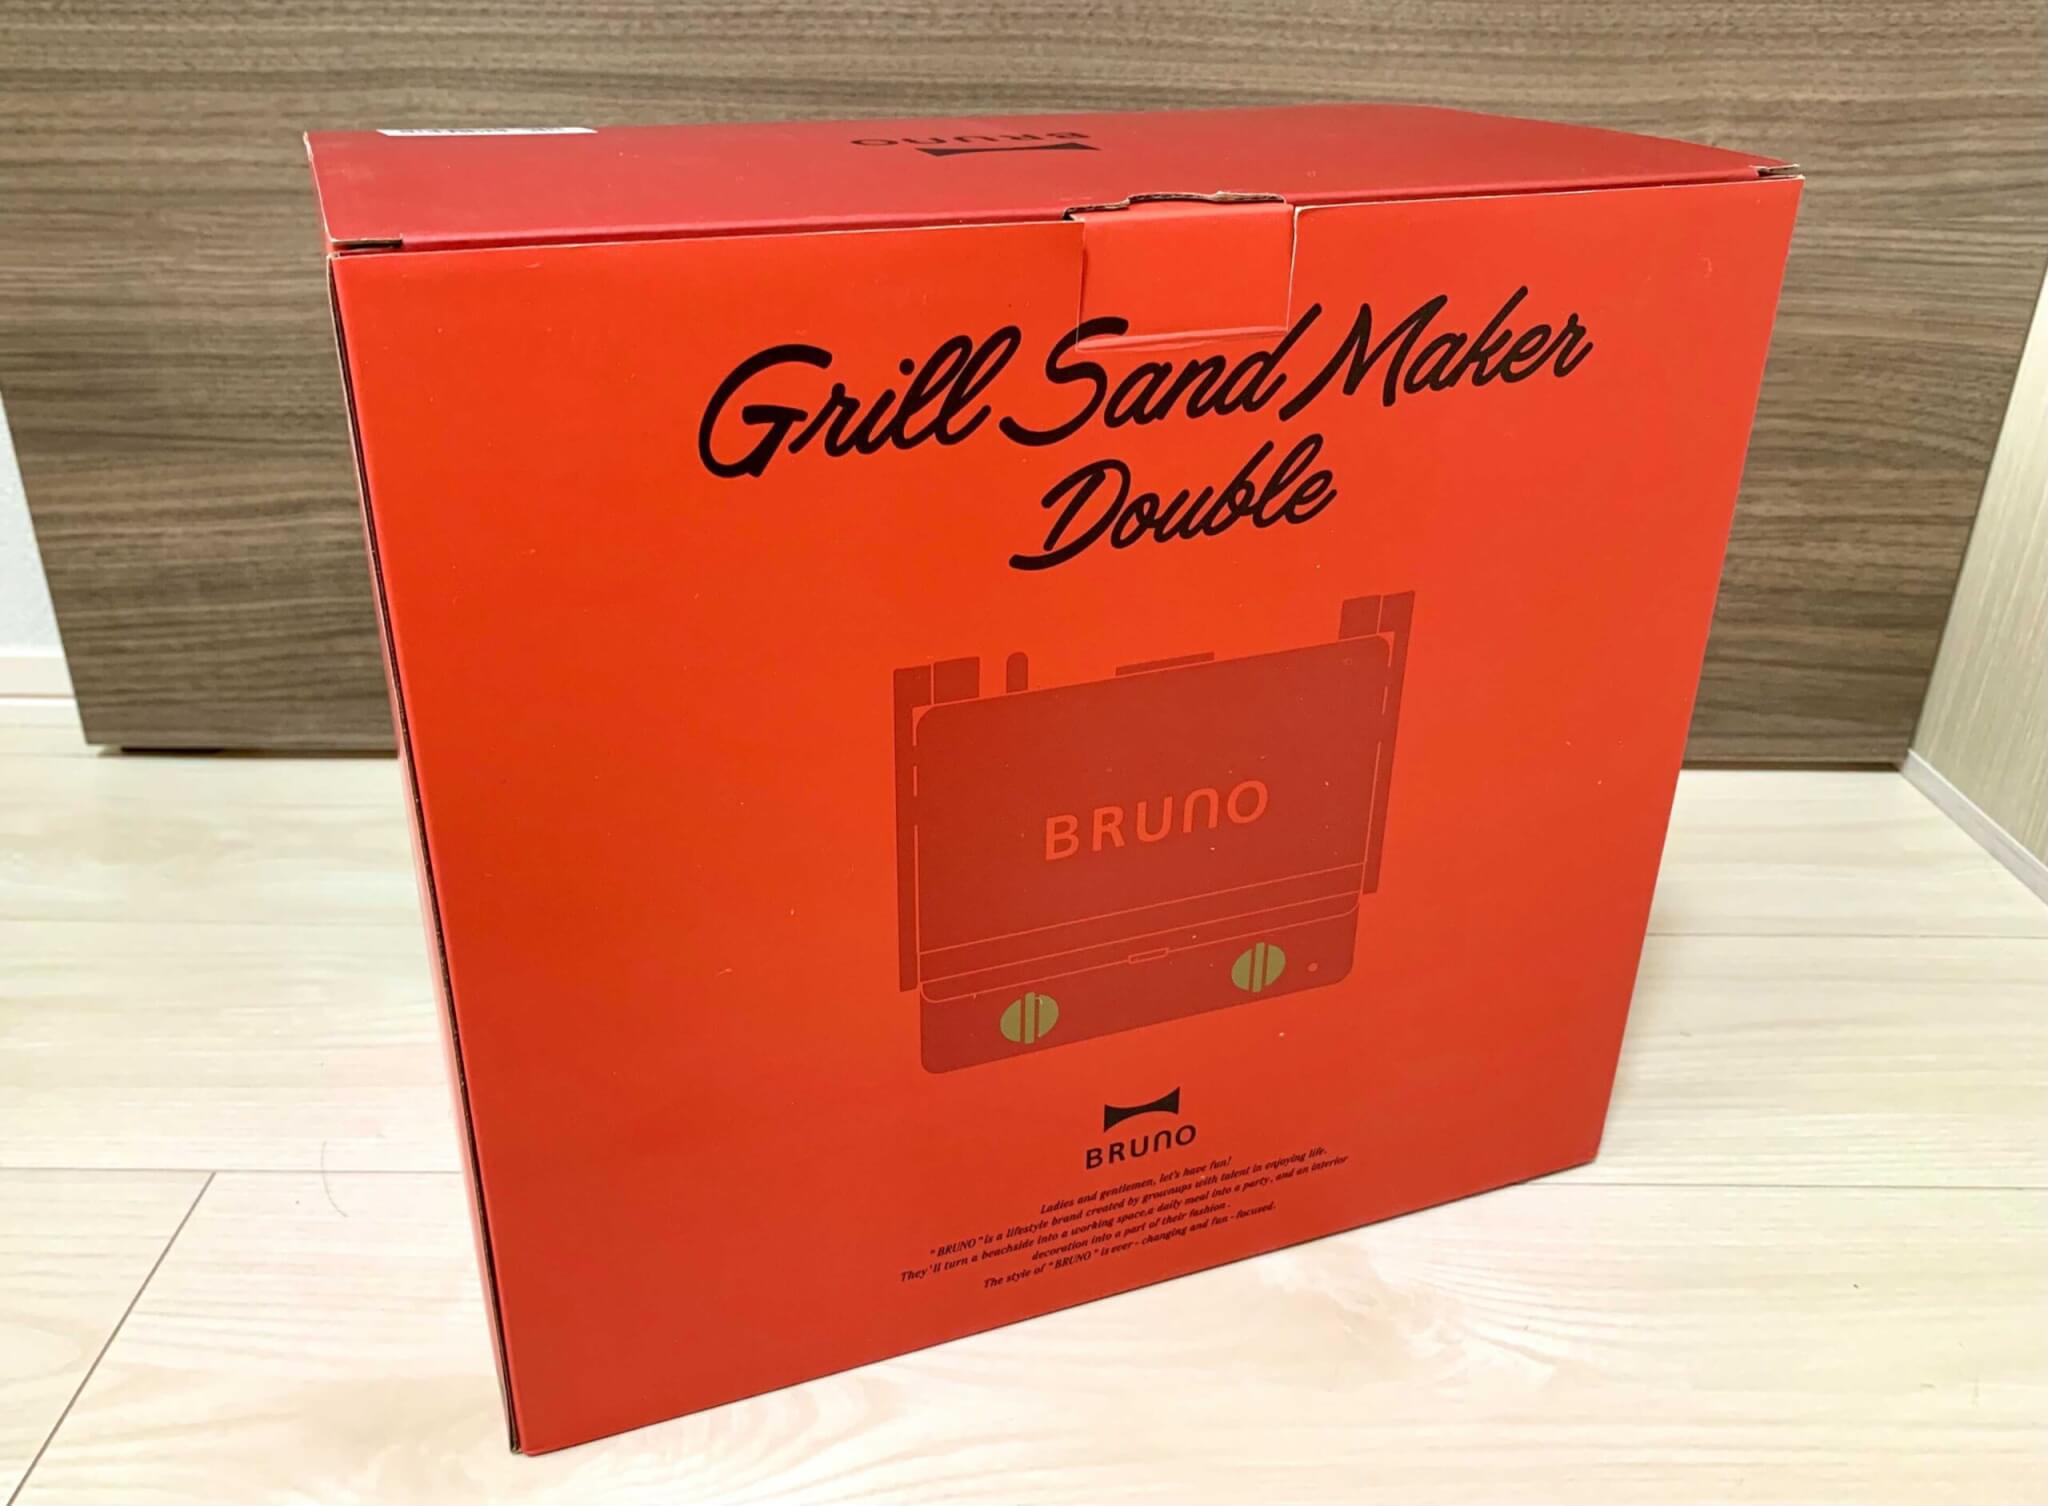 BRUNO
Grill Sand Maker
Double
BRUNO
BRUNO
Ladies and gentlemen, let's have fun!
"BRUNO" is a lifestyle brand created by grownups with talent in enjoying life.
They'll turn a beachside into a working space,a daily meal into a party, and an interior
decoration into a part of their fashion.
The style of "BRUNO" is ever - changing and fun - focused.